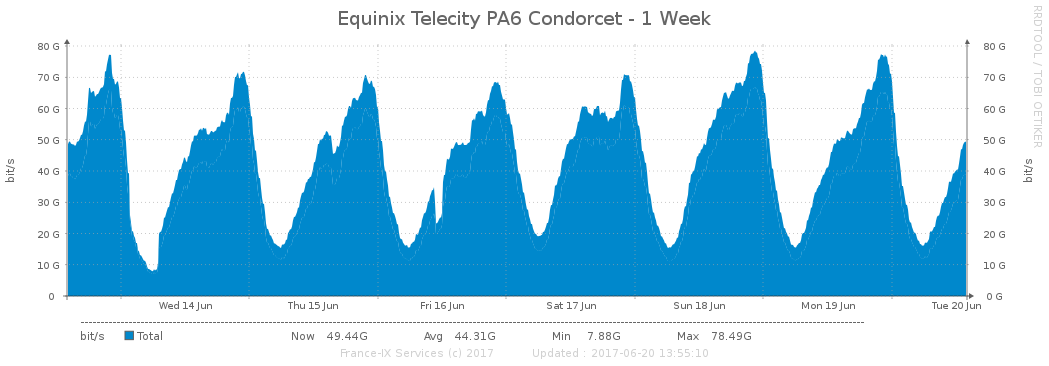 Equinix Telecity PA6 Condorcet - 1 Week
RRDTOOL / TOBI OETIKER
80 G 80 G
70 G 70 G
60 G 60 G
50 G 50 G
40 G 40 G
30 G 30 G
20 G 20 G
10 G 10 G
0 0 G
bit/s
bit/s
Wed 14 Jun Thu 15 Jun Fri 16 Jun Sat 17 Jun Sun 18 Jun Mon 19 Jun Tue 20 Jun
bit/s Total Now 49.44G Avg 44.31G Min 7.88G Max 78.49G
France-IX Services (c) 2017 Updated : 2017-06-20 13:55:10